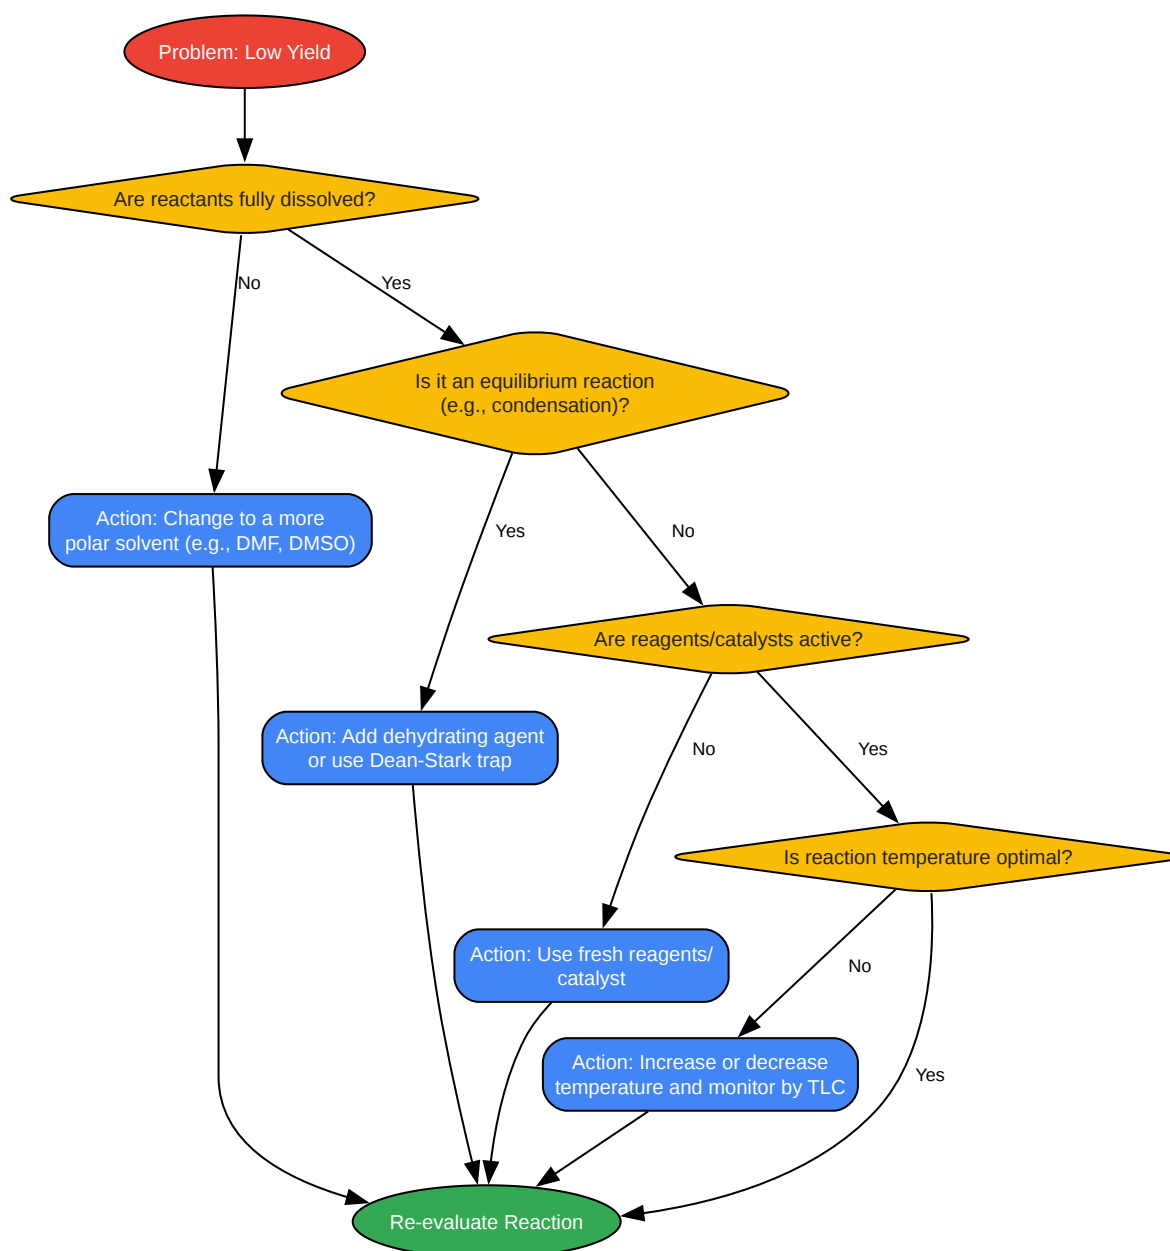 Problem: Low Yield
Are reactants fully dissolved?
No
Yes
Is it an equilibrium reaction
(e.g., condensation)?
Action: Change to a more
polar solvent (e.g., DMF, DMSO)
Yes
No
Are reagents/catalysts active?
Action: Add dehydrating agent
or use Dean-Stark trap
No
Yes
Is reaction temperature optimal?
Action: Use fresh reagents/
catalyst
No
Action: Increase or decrease
temperature and monitor by TLC
Yes
Re-evaluate Reaction